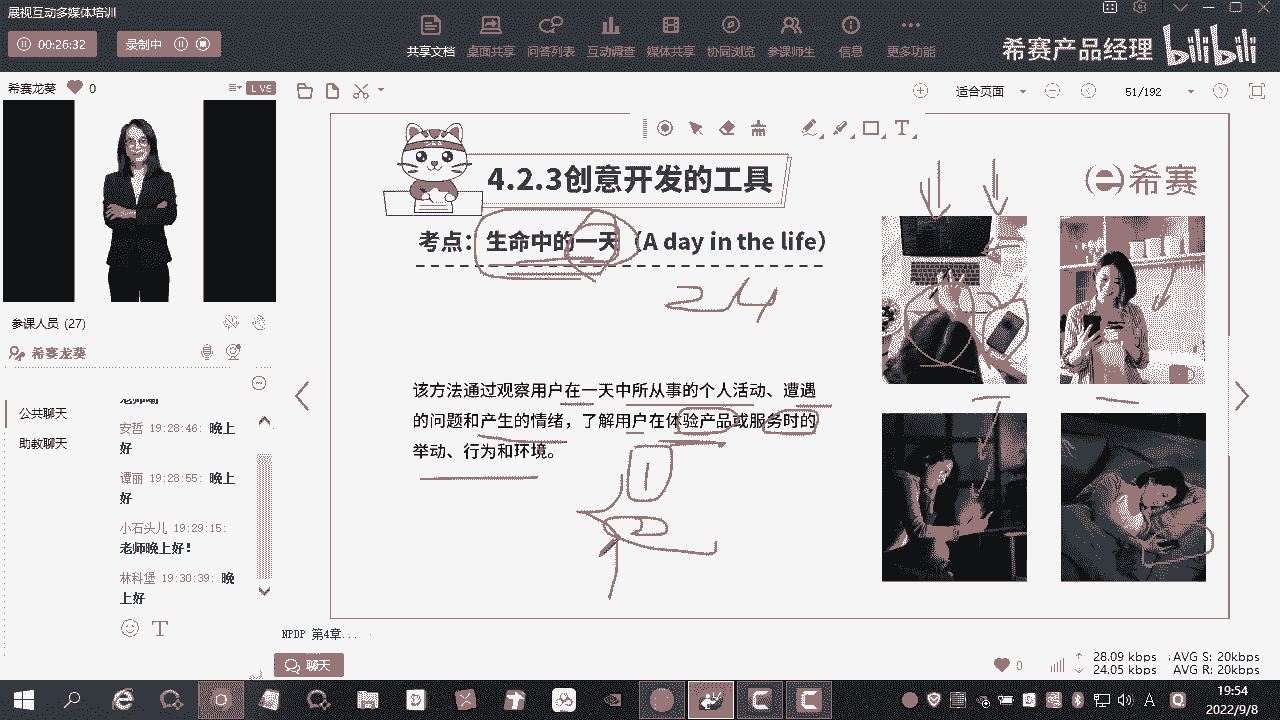 展视互动多媒体培训
00:26:32
录制中
共享文档
桌面共享
问答列表
互动调查
媒体共享
协同浏览
参课师生
信息
更多功能
希赛产品经理
bilibili
希赛龙葵
0
LV5
适合页面
51/192
4.2.3创意开发的工具
希赛
考点：生命中的一天（A day in the life）
24
该方法通过观察用户在一天中所从事的个人活动、遭遇
的问题和产生的情绪，了解用户在体验产品或服务时的
举动、行为和环境。
参课人员 (27)
希赛龙葵
公共聊天
助教聊天
安哲 19:28:46: 晚上
好
谭丽 19:28:55: 晚上
好
小石头儿 19:29:15:
老师晚上好！
林科堡 19:30:39: 晚
上好
NPDP 第4章...
聊天
0
28.09 kbps AVG S: 20kbps
24.05 kbps AVG R: 20kbps
19:54
2022/9/8